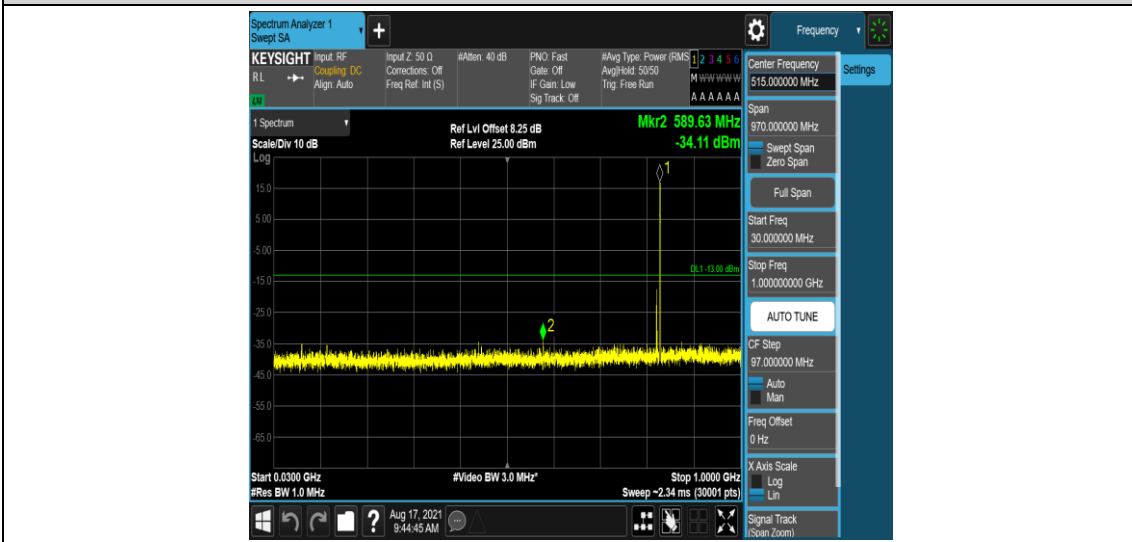 Spectrum Analyzer 1
Swept SA
+
Frequency
KEYSIGHT
RL
LXI
Input: RF
Coupling: DC
Align: Auto
Input Z: 50 Ω
Corrections: Off
Freq Ref: Int (S)
#Atten: 40 dB
PNO: Fast
Gate: Off
IF Gain: Low
Sig Track: Off
#Avg Type: Power (RMS
Avg|Hold: 50/50
Trig: Free Run
1 2 3 4 5 6
M W W W W W
A A A A A A
1 Spectrum
Scale/Div 10 dB
Log
Ref Lvl Offset 8.25 dB
Ref Level 25.00 dBm
Mkr2 589.63 MHz
-34.11 dBm
15.0
5.00
-5.00
-15.0
-25.0
-35.0
-45.0
-55.0
-65.0
1
DL1 -13.00 dBm
2
Start 0.0300 GHz
#Res BW 1.0 MHz
#Video BW 3.0 MHz*
Stop 1.0000 GHz
Sweep ~2.34 ms (30001 pts)
?
Aug 17, 2021
9:44:45 AM
Center Frequency
515.000000 MHz
Settings
Span
970.000000 MHz
Swept Span
Zero Span
Full Span
Start Freq
30.000000 MHz
Stop Freq
1.000000000 GHz
AUTO TUNE
CF Step
97.000000 MHz
Auto
Man
Freq Offset
0 Hz
X Axis Scale
Log
Lin
Signal Track
(Span Zoom)